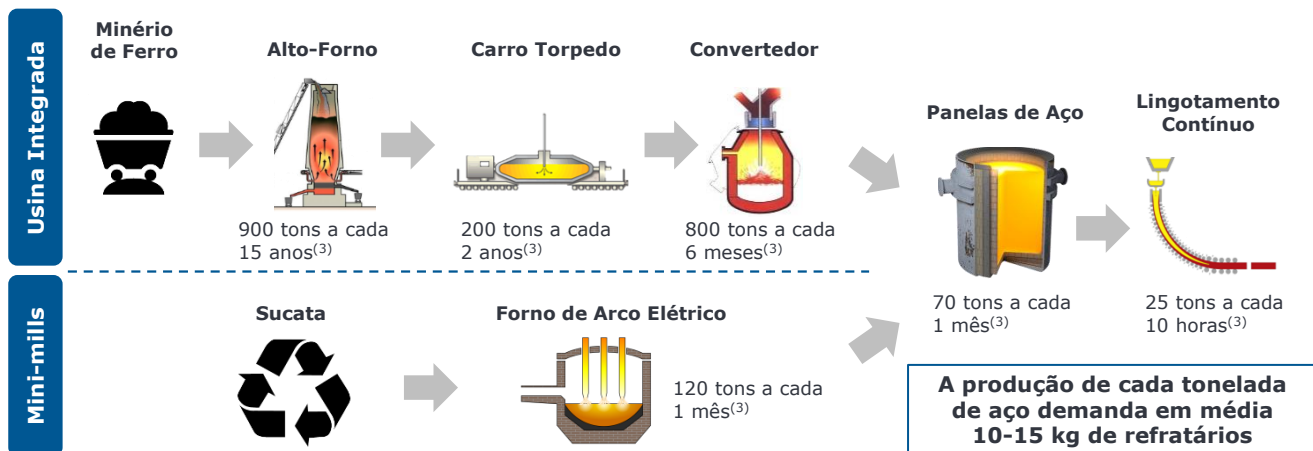 Usina Integrada
Minério
de Ferro
Alto-Forno
900 tons a cada
15 anos(3)
Carro Torpedo
200 tons a cada
2 anos(3)
Convertedor
800 tons a cada
6 meses(3)
Panelas de Aço
70 tons a cada
1 mês(3)
Lingotamento
Contínuo
25 tons a cada
10 horas(3)
Mini-mills
Sucata
Forno de Arco Elétrico
120 tons a cada
1 mês(3)
A produção de cada tonelada
de aço demanda em média
10-15 kg de refratários